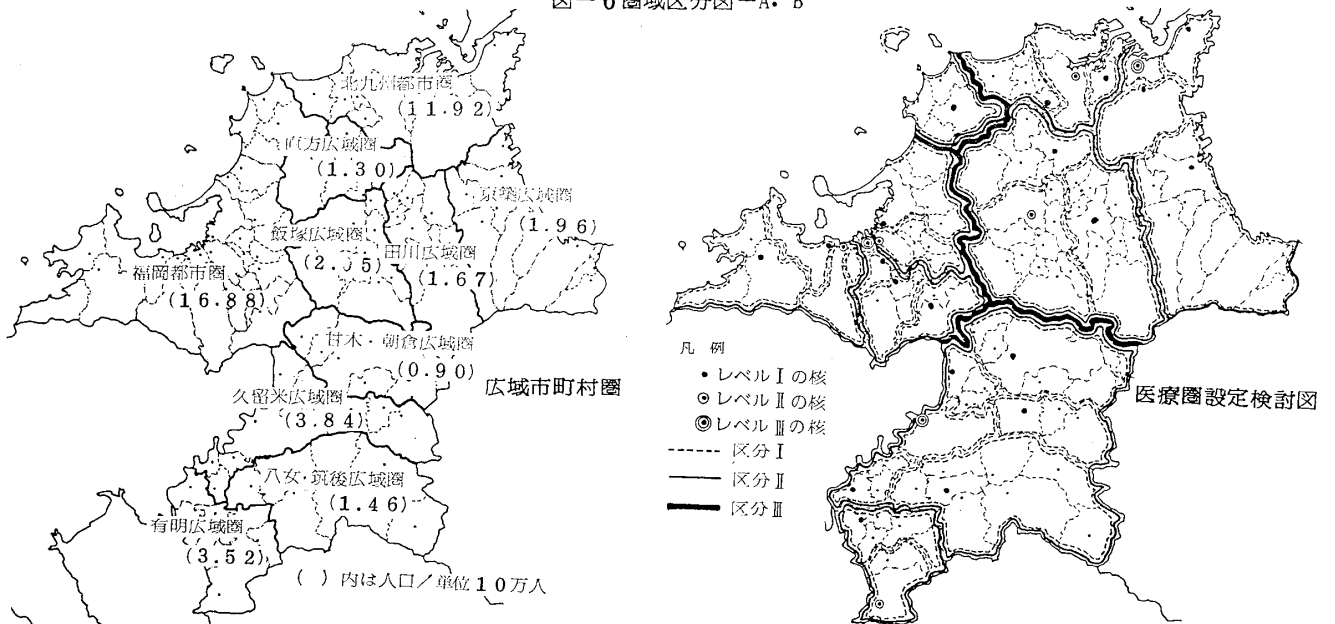 図－6圏域区分図－A. B
北九州都市圏
(11.92)
直方広域圏
(1.30)
京築広域圏
(1.96)
飯塚広域圏
田川広域圏
(1.67)
福岡都市圏
(16.88)
甘木・朝倉広域圏
(0.90)
久留米広域圏
(3.84)
八女・筑後広域圏
(1.46)
有明広域圏
(3.52)
( ) 内は人口／単位10万人
広域市町村圏
凡 例
レベルⅠの核
レベルⅡの核
レベルⅢの核
区分Ⅰ
区分Ⅱ
区分Ⅲ
医療圏設定検討図